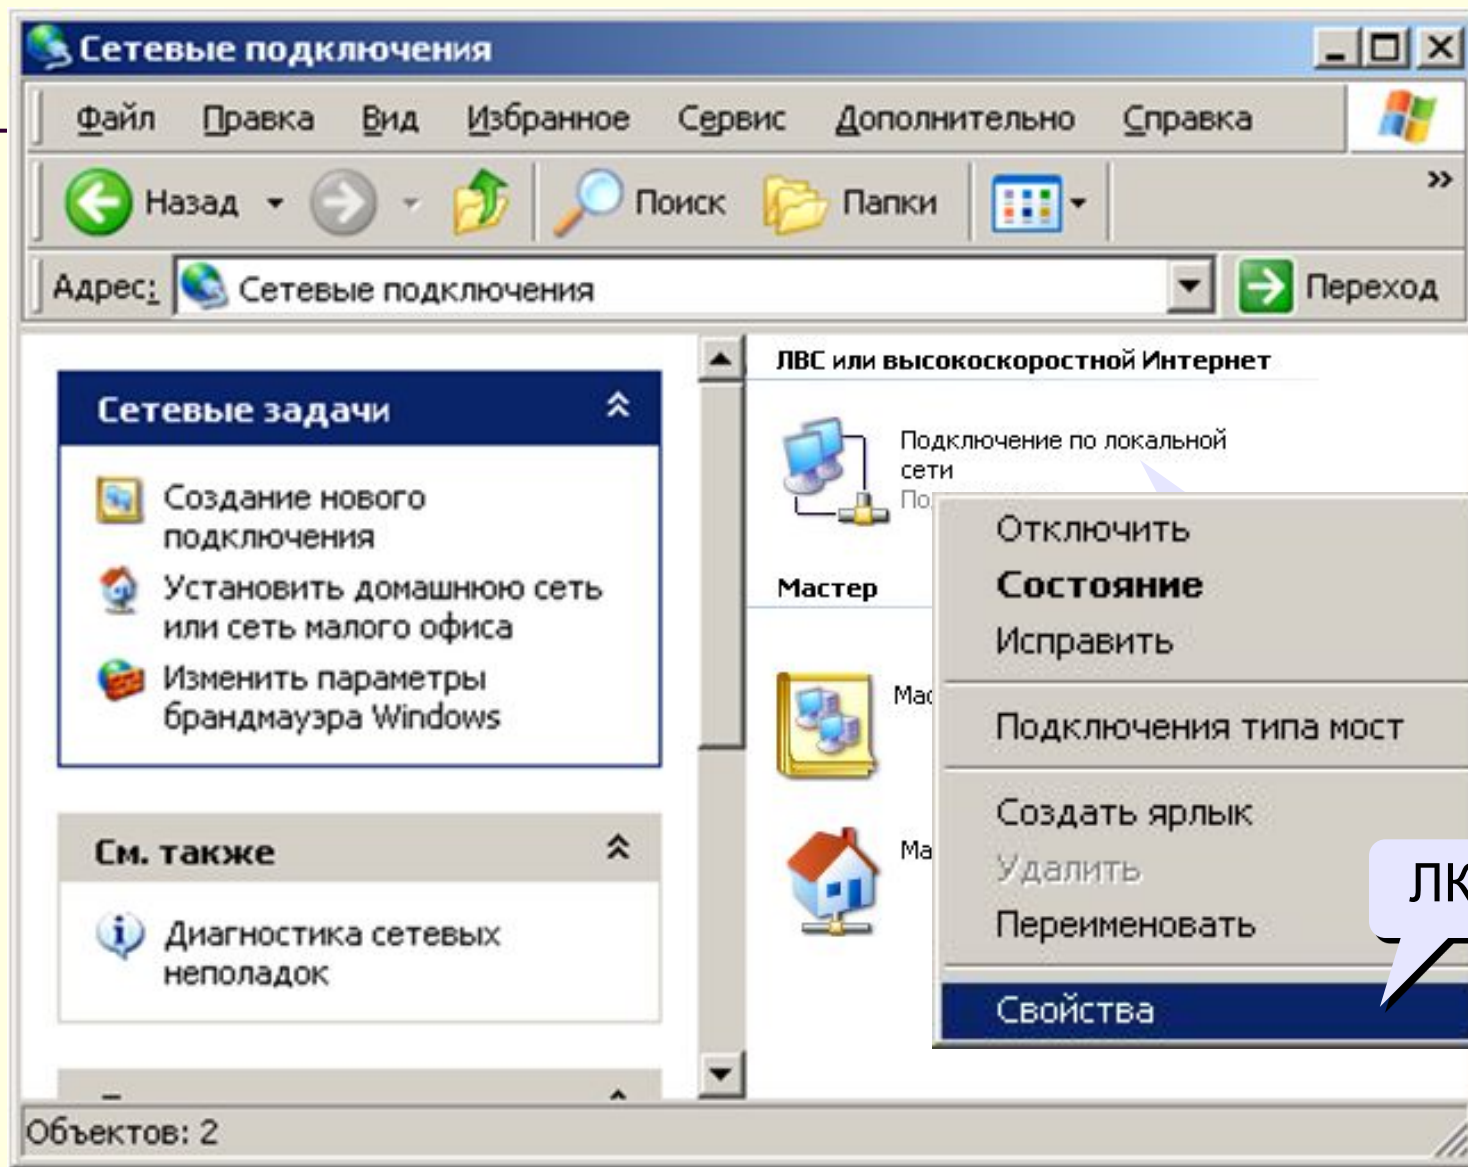 Сетевые подключения
Файл Правка Вид Избранное Сервис Дополнительно Справка
Назад Поиск Папки »
Адрес: Сетевые подключения Переход
Сетевые задачи
Создание нового
подключения
Установить домашнюю сеть
или сеть малого офиса
Изменить параметры
брандмауэра Windows
См. также
Диагностика сетевых
неполадок
ЛВС или высокоскоростной Интернет
Подключение по локальной
сети
Мастер
Отключить
Состояние
Исправить
Подключения типа мост
Создать ярлык
Удалить
Переименовать
Свойства
Объектов: 2